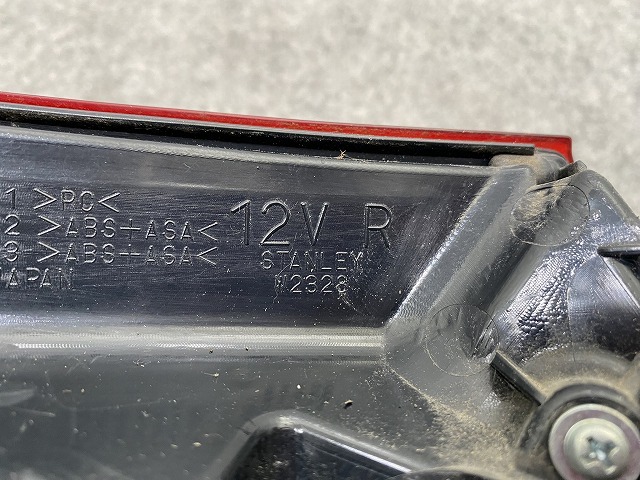 1 >PC<
2 >ABS+ASA<
3 >ABS+ASA<
JAPAN
12V R
STANLEY
W2328